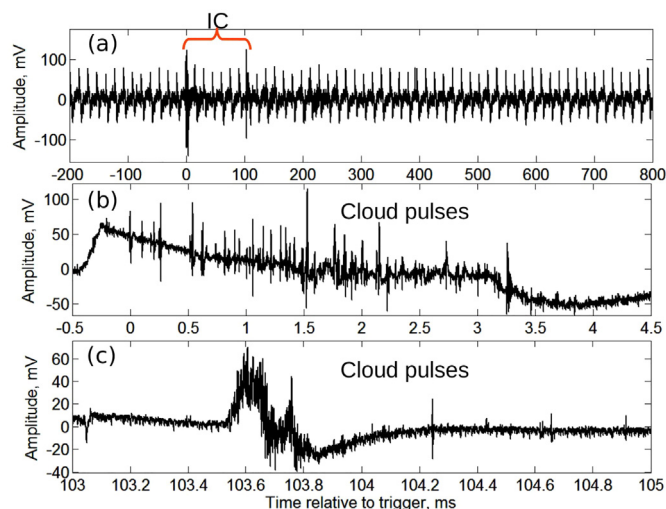 IC
(a)
Amplitude, mV
100
0
-100
-200 -100 0 100 200 300 400 500 600 700 800
(b)
Cloud pulses
Amplitude, mV
100
50
0
-50
-0.5 0 0.5 1 1.5 2 2.5 3 3.5 4 4.5
(c)
Cloud pulses
Amplitude, mV
60
40
20
0
-20
-40
103 103.2 103.4 103.6 103.8 104 104.2 104.4 104.6 104.8 105
Time relative to trigger, ms